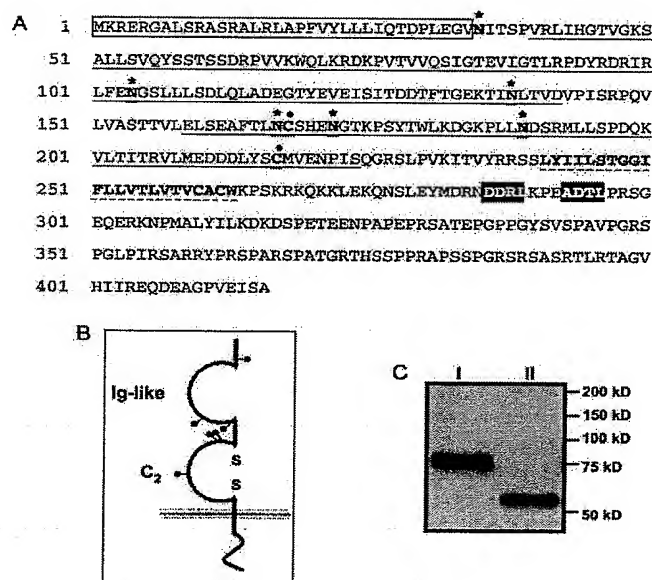 A
1 MKRERGALSRASRALRLAPFVYLLLIQTDPLEGVNITSPVRLIHGTVGKS
51 ALLSVQYSSTSSDRPVVKWQLKRDKPVTVVQSIGTEVIGTLRPDYRDRIR
101 LFENGSLLLSDLQLADEGTYEVEISITDDTFTGEKTINLTVDVPISRPQV
151 LVASTTVLELSEAFTLNCSHENGTKPSYTWLKDGKPLLNDSRMLLSPDQK
201 VLTITRVLMEDDDLYSCMVENPISQGRSLPVKITVYRRSSLYIILSTGGI
251 FLLVTLVTVCACWKPSKRKQKKLEKQNSLEYMDRNDDRLKPEADTLPRSG
301 EQERKNPMALYILKDKDSPETEENPAPEPRSATEPGPPGYSVSPAVPGRS
351 PGLPIRSARRYPRSPARSPATGRTHSSPPRAPSSPGRSRSASRTLRTAGV
401 HIIREQDEAGPVEISA
B
Ig-like
C2
S
S
C
I II
200 kD
150 kD
100 kD
75 kD
50 kD